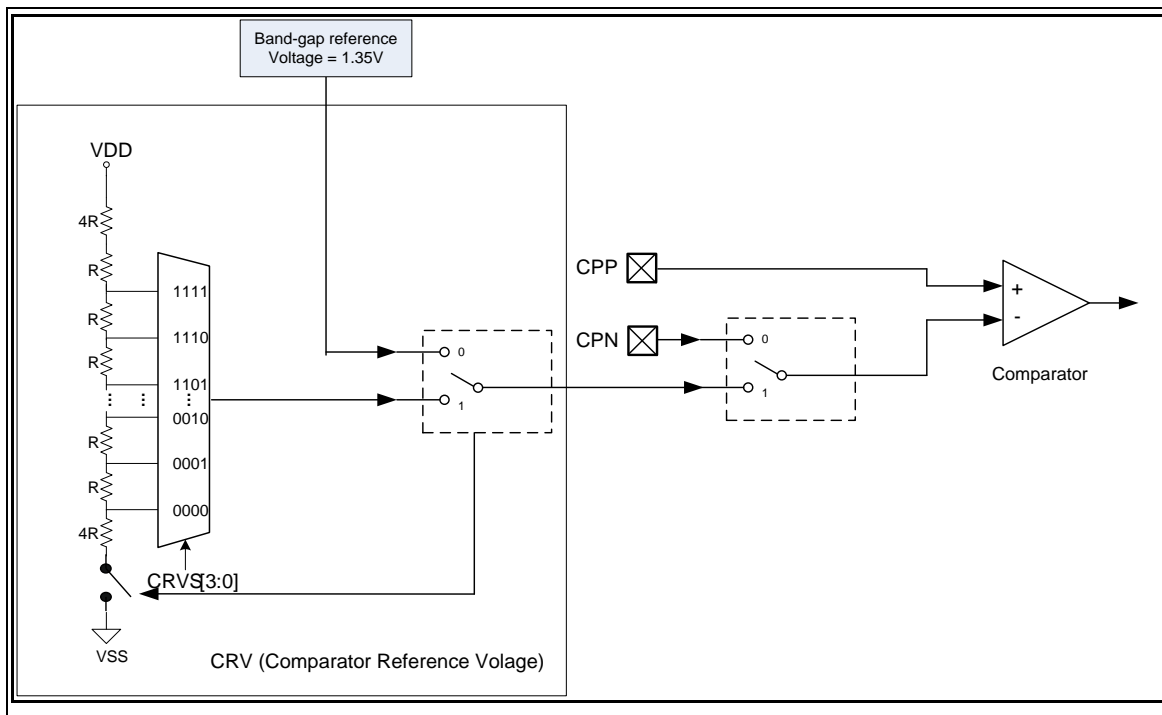 Band-gap reference
Voltage = 1.35V
VDD
4R
R
R
R
R
R
4R
1111
1110
1101
0010
0001
0000
CRVS[3:0]
VSS
0
1
CRV (Comparator Reference Volage)
CPP
CPN
0
1
+
-
Comparator